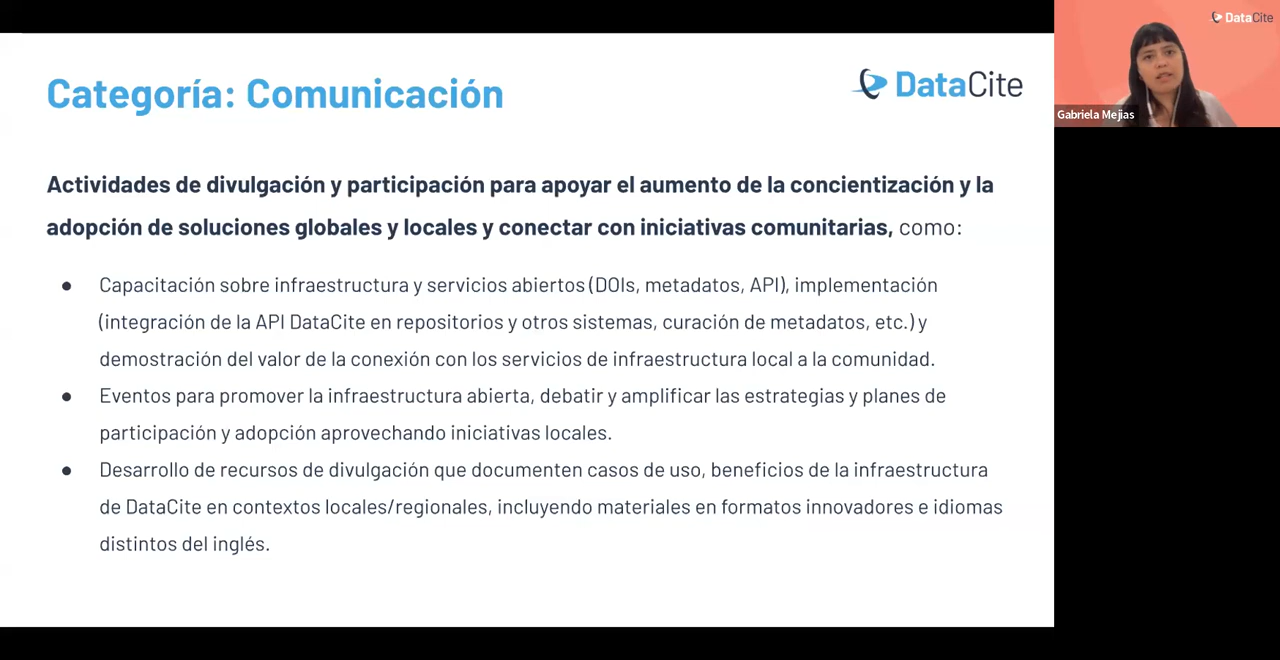 Categoría: Comunicación
DataCite
Actividades de divulgación y participación para apoyar el aumento de la concientización y la
adopción de soluciones globales y locales y conectar con iniciativas comunitarias, como:
● Capacitación sobre infraestructura y servicios abiertos (DOIs, metadatos, API), implementación
(integración de la API DataCite en repositorios y otros sistemas, curación de metadatos, etc.) y
demostración del valor de la conexión con los servicios de infraestructura local a la comunidad.
● Eventos para promover la infraestructura abierta, debatir y amplificar las estrategias y planes de
participación y adopción aprovechando iniciativas locales.
● Desarrollo de recursos de divulgación que documenten casos de uso, beneficios de la infraestructura
de DataCite en contextos locales/regionales, incluyendo materiales en formatos innovadores e idiomas
distintos del inglés.
DataCite
Gabriela Mejias